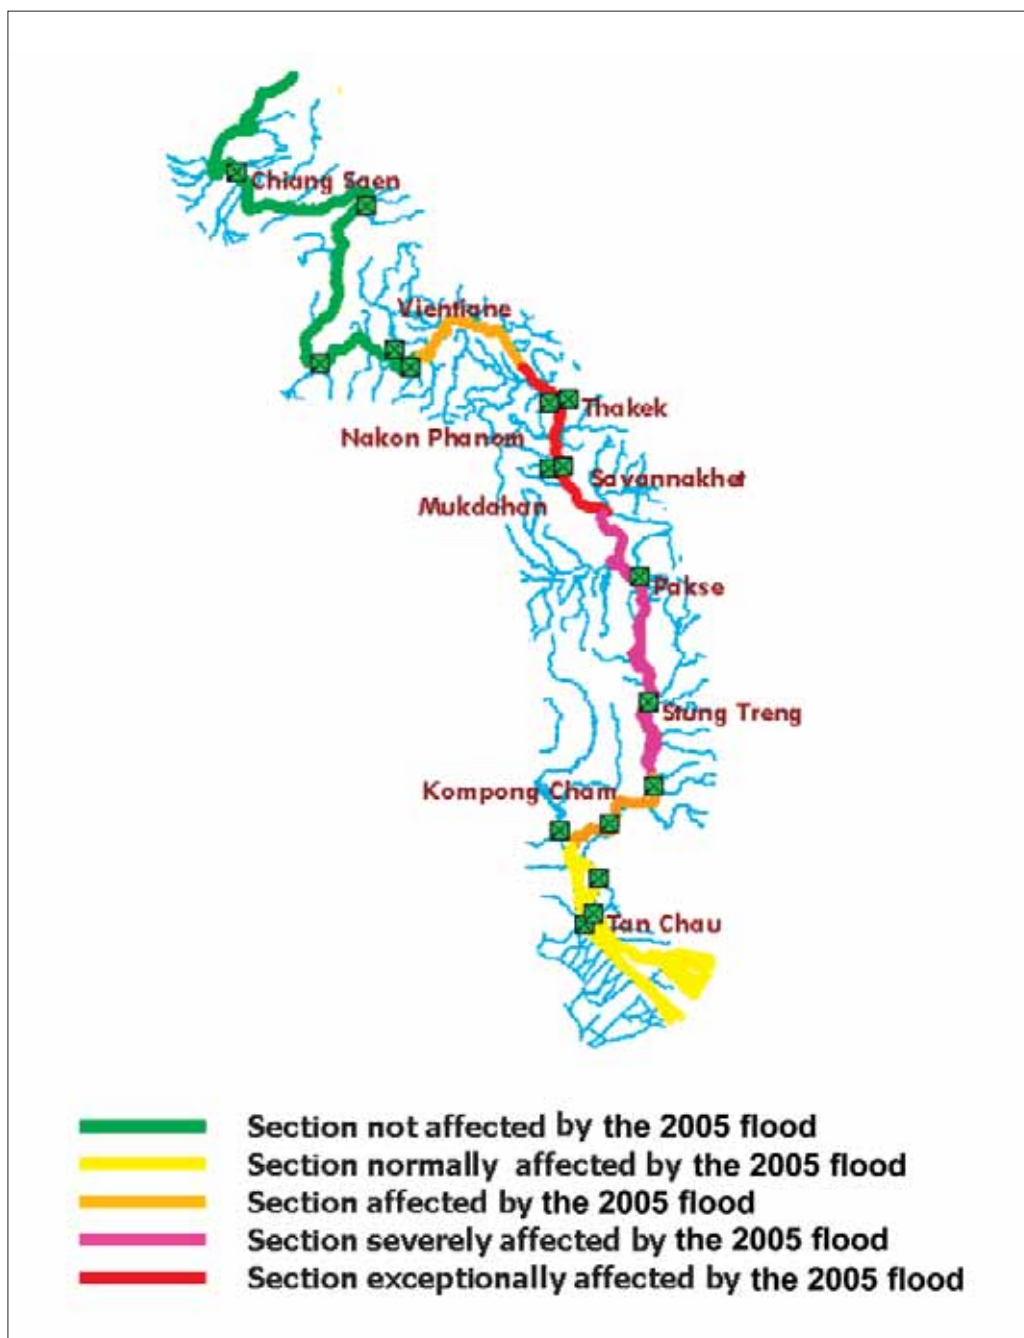 Chiang Saen
Vientiane
Thakek
Nakon Phanom
Savannakhet
Mukdahan
Pakse
Stung Treng
Kompong Cham
Tan Chau
Section not affected by the 2005 flood
Section normally affected by the 2005 flood
Section affected by the 2005 flood
Section severely affected by the 2005 flood
Section exceptionally affected by the 2005 flood